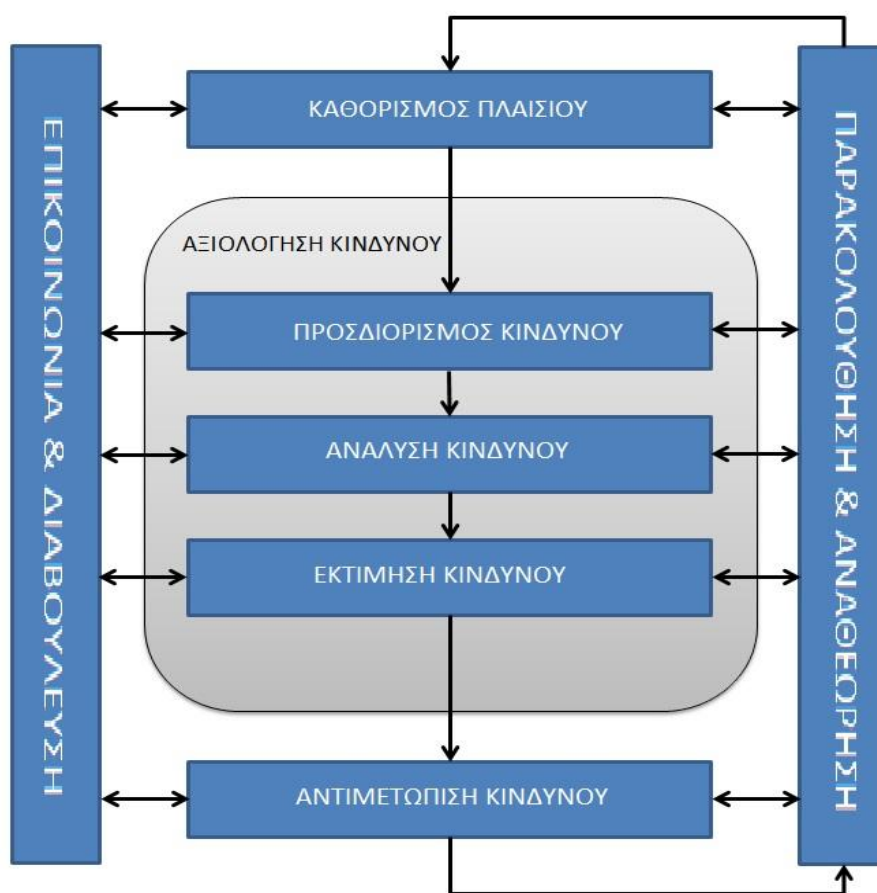 ΕΠΙΚΟΙΝΩΝΙΑ & ΔΙΑΒΟΥΛΕΥΣΗ
ΚΑΘΟΡΙΣΜΟΣ ΠΛΑΙΣΙΟΥ
ΑΞΙΟΛΟΓΗΣΗ ΚΙΝΔΥΝΟΥ
ΠΡΟΣΔΙΟΡΙΣΜΟΣ ΚΙΝΔΥΝΟΥ
ΑΝΑΛΥΣΗ ΚΙΝΔΥΝΟΥ
ΕΚΤΙΜΗΣΗ ΚΙΝΔΥΝΟΥ
ΑΝΤΙΜΕΤΩΠΙΣΗ ΚΙΝΔΥΝΟΥ
ΠΑΡΑΚΟΛΟΥΘΗΣΗ & ΑΝΑΘΕΩΡΗΣΗ